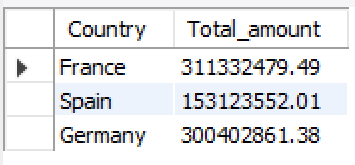 Country Total_amount
France 311332479.49
Spain 153123552.01
Germany 300402861.38